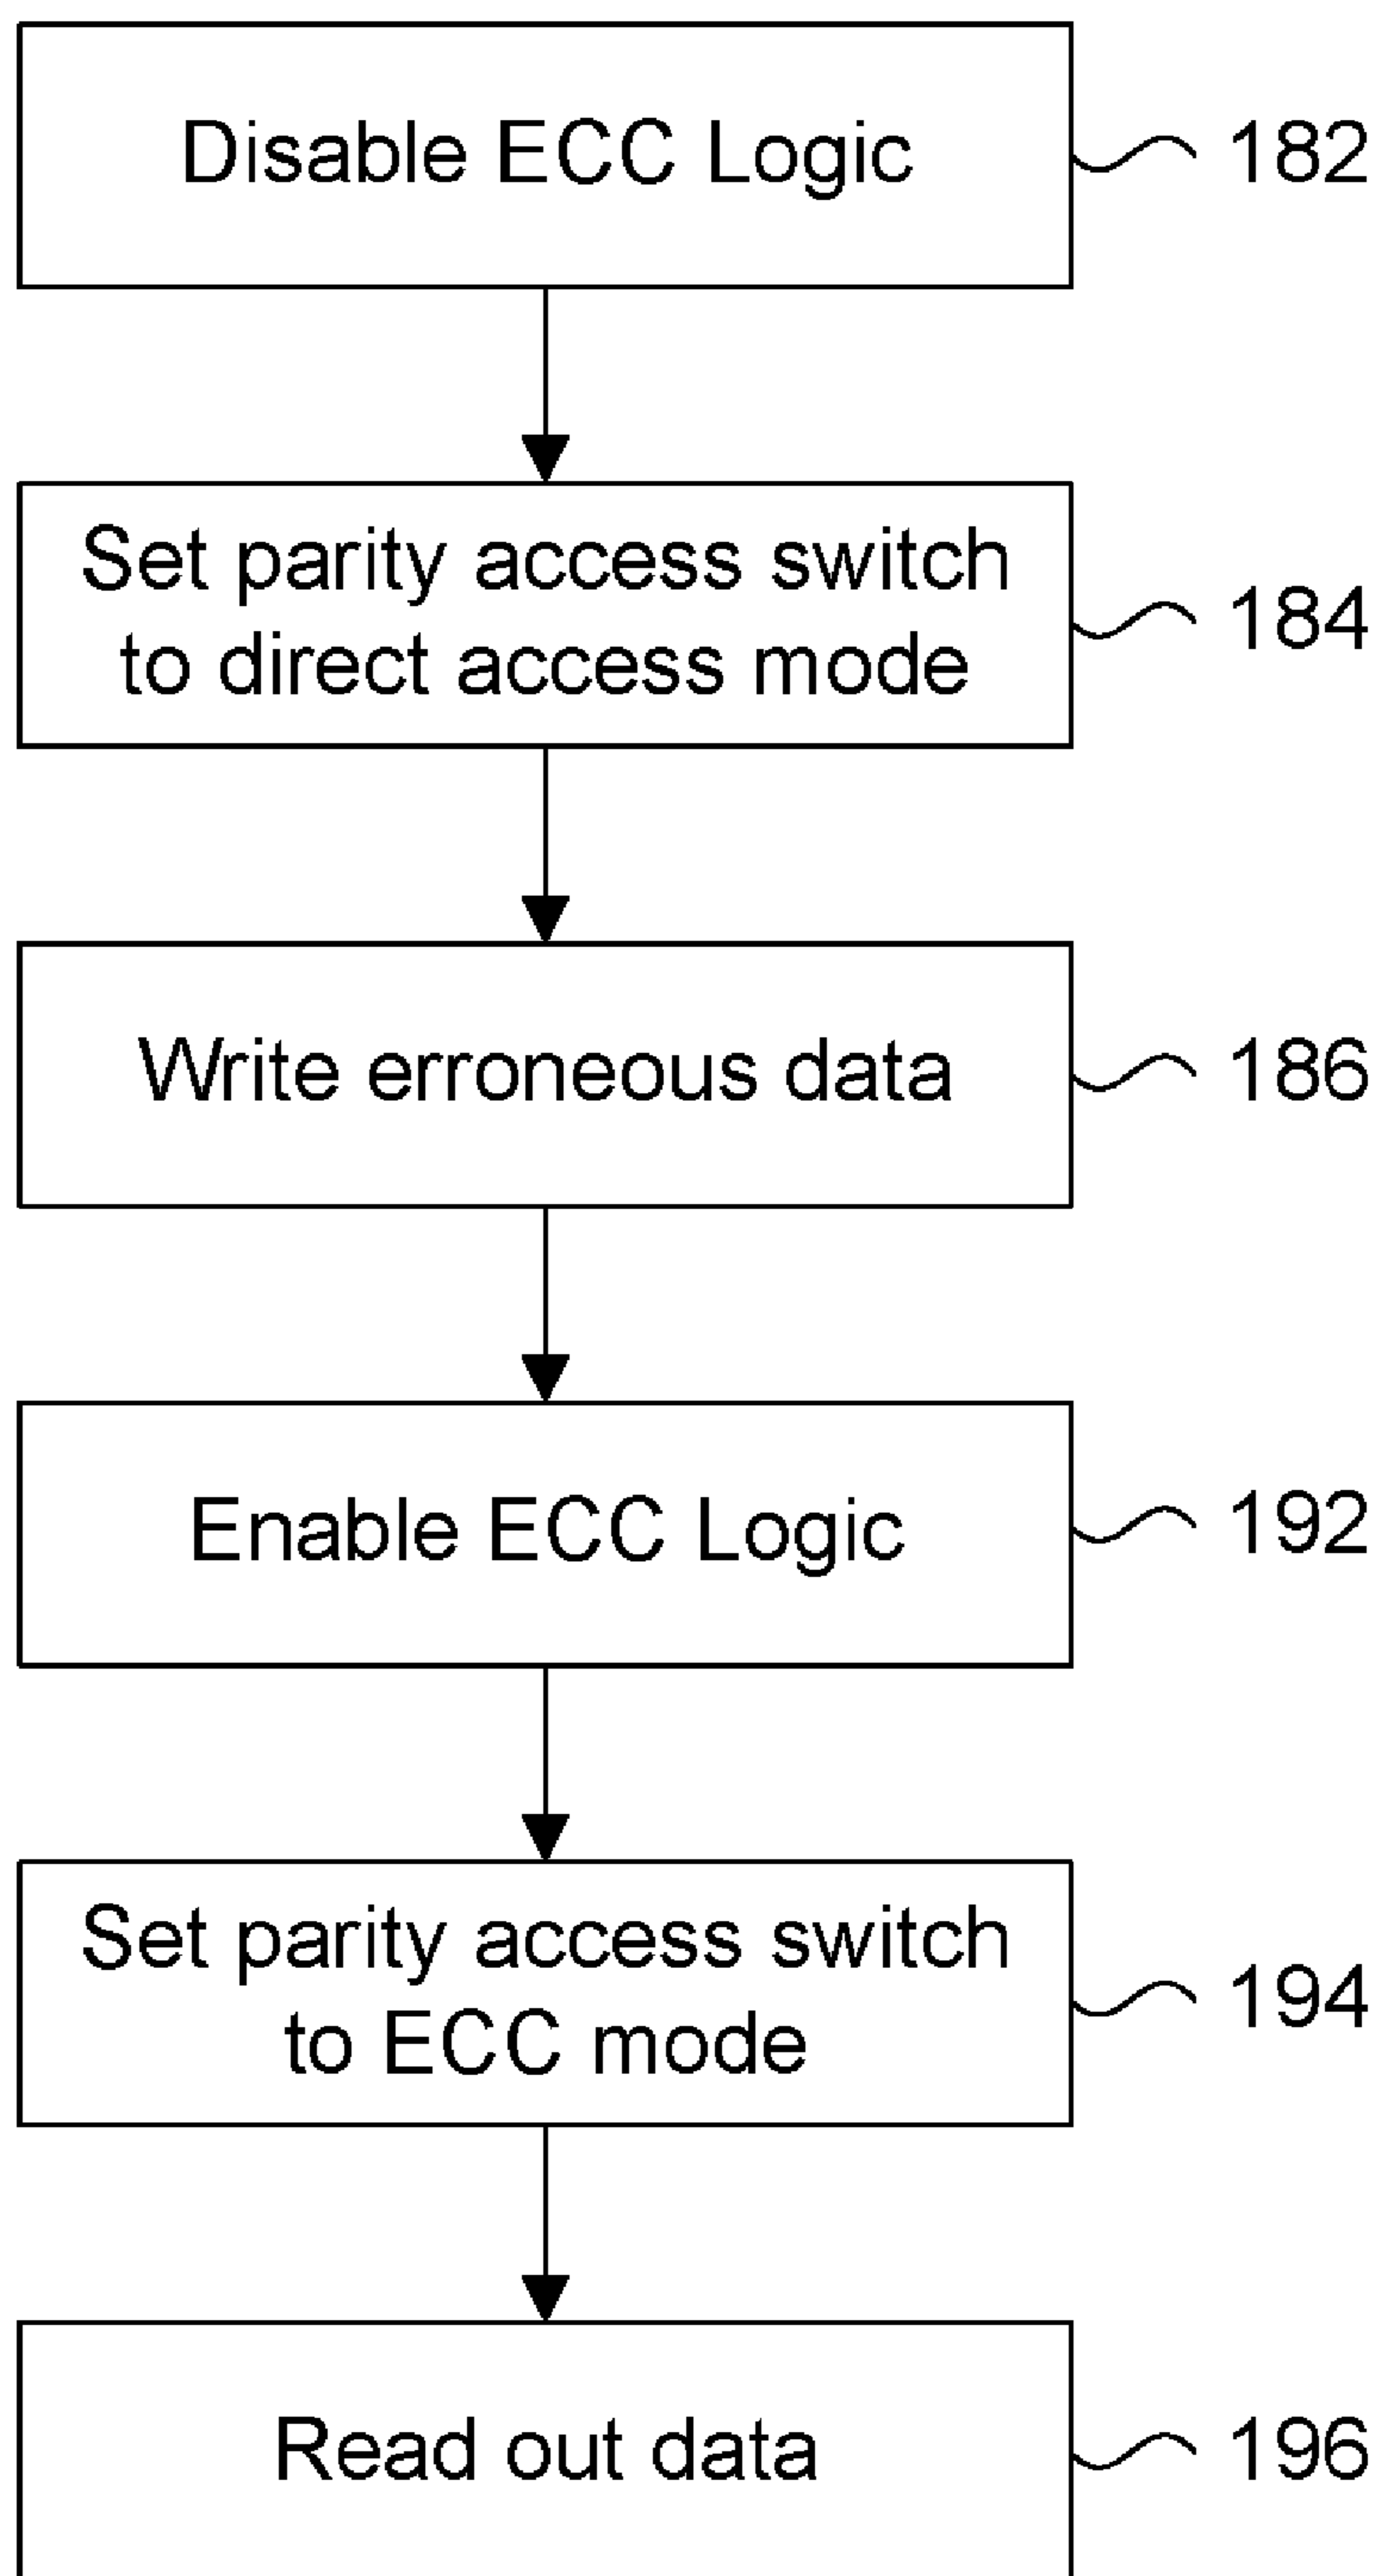 Disable ECC Logic
182
Set parity access switch
to direct access mode
184
Write erroneous data
186
Enable ECC Logic
192
Set parity access switch
to ECC mode
194
Read out data
196